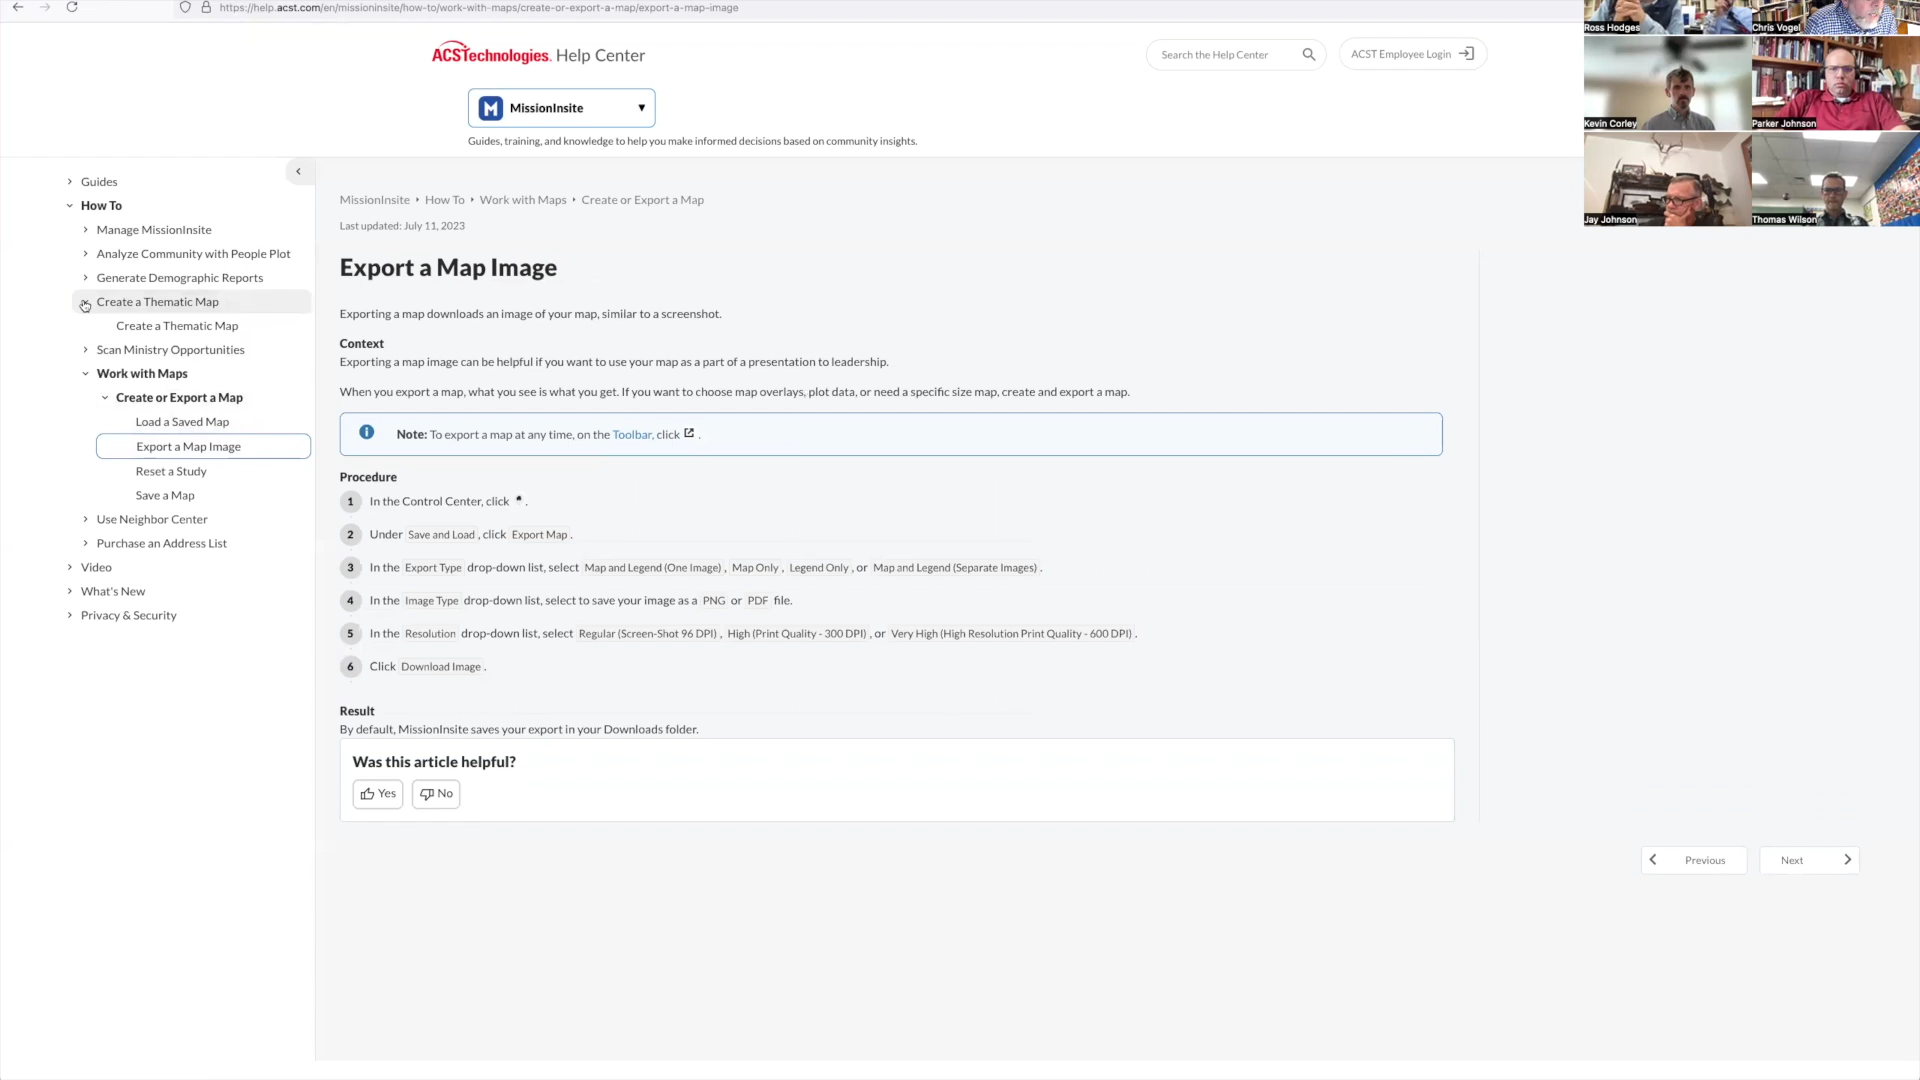 https://help.acst.com/en/missioninsite/how-to/work-with-maps/create-or-export-a-map/export-a-map-image
ACSTechnologies. Help Center
Search the Help Center
ACST Employee Login
M MissionInsite
Guides, training, and knowledge to help you make informed decisions based on community insights.
Ross Hodges
Chris Vogel
Kevin Corley
Parker Johnson
Jay Johnson
Thomas Wilson
Guides
How To
Manage MissionInsite
Analyze Community with People Plot
Generate Demographic Reports
Create a Thematic Map
Create a Thematic Map
Scan Ministry Opportunities
Work with Maps
Create or Export a Map
Load a Saved Map
Export a Map Image
Reset a Study
Save a Map
Use Neighbor Center
Purchase an Address List
Video
What's New
Privacy & Security
MissionInsite How To Work with Maps Create or Export a Map
Last updated: July 11, 2023
Export a Map Image
Exporting a map downloads an image of your map, similar to a screenshot.
Context
Exporting a map image can be helpful if you want to use your map as a part of a presentation to leadership.
When you export a map, what you see is what you get. If you want to choose map overlays, plot data, or need a specific size map, create and export a map.
Note: To export a map at any time, on the Toolbar, click .
Procedure
1 In the Control Center, click .
2 Under Save and Load, click Export Map.
3 In the Export Type drop-down list, select Map and Legend (One Image), Map Only, Legend Only, or Map and Legend (Separate Images).
4 In the Image Type drop-down list, select to save your image as a PNG or PDF file.
5 In the Resolution drop-down list, select Regular (Screen-Shot 96 DPI), High (Print Quality - 300 DPI), or Very High (High Resolution Print Quality - 600 DPI).
6 Click Download Image.
Result
By default, MissionInsite saves your export in your Downloads folder.
Was this article helpful?
Yes
No
Previous
Next